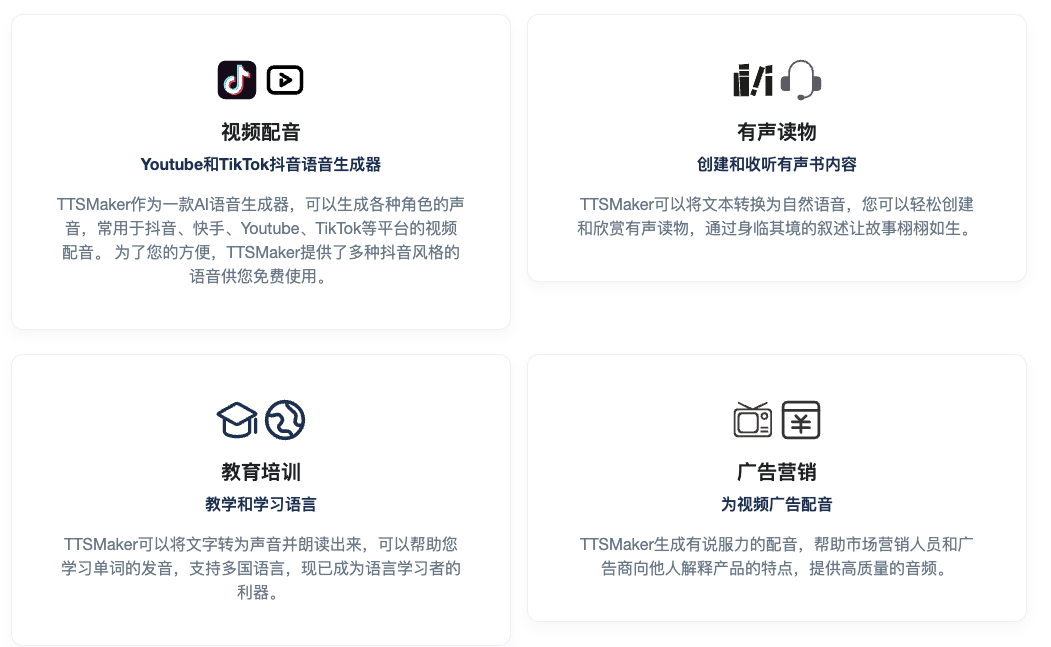 视频配音
Youtube和TikTok抖音语音生成器
TTSMaker作为一款AI语音生成器，可以生成各种角色的声
音，常用于抖音、快手、Youtube、TikTok等平台的视频
配音。 为了您的方便，TTSMaker提供了多种抖音风格的
语音供您免费使用。
有声读物
创建和收听有声书内容
TTSMaker可以将文本转换为自然语音，您可以轻松创建
和欣赏有声读物，通过身临其境的叙述让故事栩栩如生。
教育培训
教学和学习语言
TTSMaker可以将文字转为声音并朗读出来，可以帮助您
学习单词的发音，支持多国语言，现已成为语言学习者的
利器。
广告营销
为视频广告配音
TTSMaker生成有说服力的配音，帮助市场营销人员和广
告商向他人解释产品的特点，提供高质量的音频。